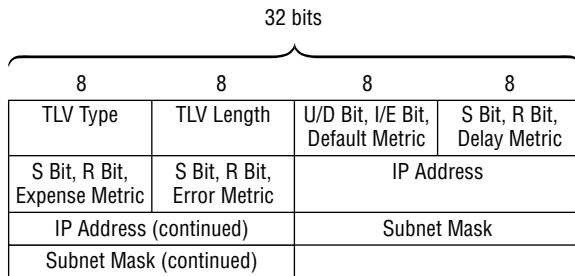 32 bits
8 8 8 8
TLV Type TLV Length U/D Bit, I/E Bit, Default Metric S Bit, R Bit, Delay Metric
S Bit, R Bit, Expense Metric S Bit, R Bit, Error Metric IP Address
IP Address (continued) Subnet Mask
Subnet Mask (continued)